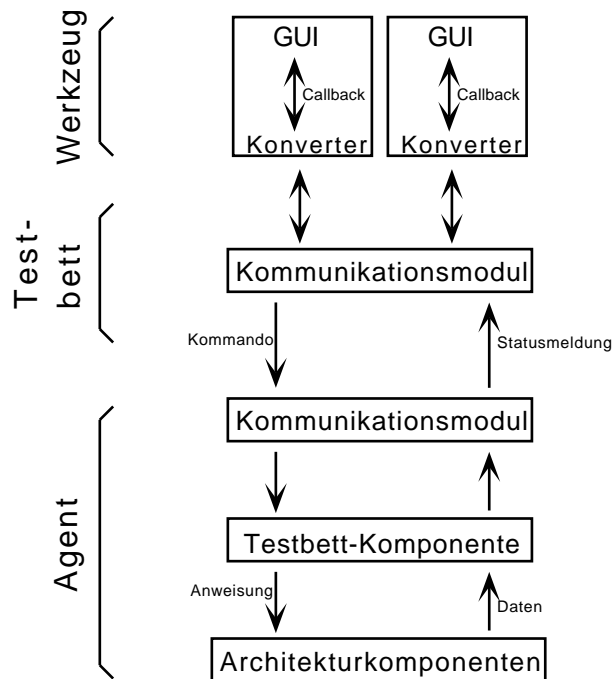 Werkzeug
GUI
GUI
Callback
Callback
Konverter
Konverter
Test-
bett
Kommunikationsmodul
Kommando
Statusmeldung
Agent
Kommunikationsmodul
Testbett-Komponente
Anweisung
Daten
Architekturkomponenten